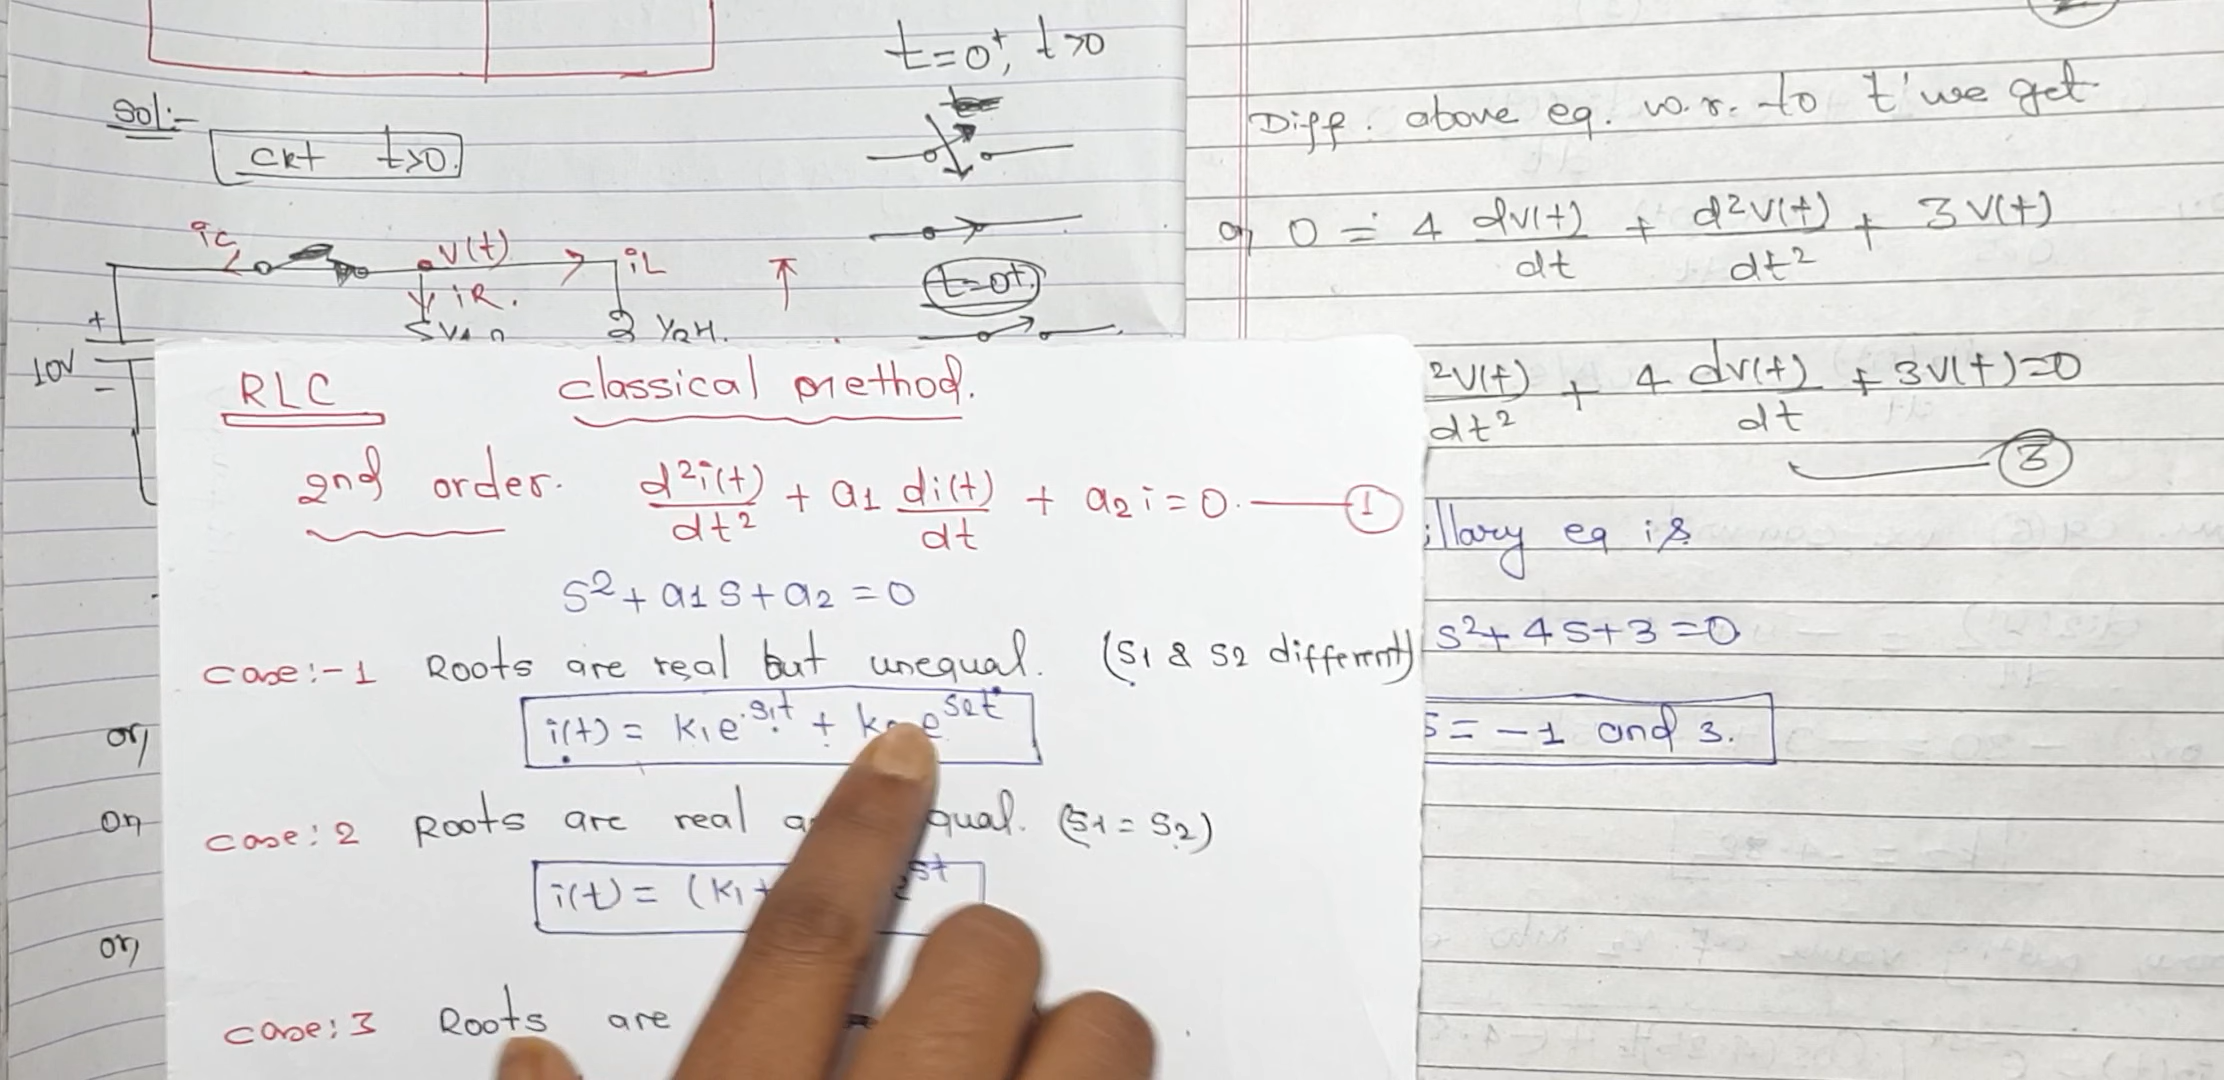 t=0⁺, t>0
Sol:-
ckt t>0.
ic
v(t)
iL
iR.
t=0+
+
10V
-
RLC classical method.
2nd order. d²i(t)/dt² + a1 di(t)/dt + a2 i = 0. ① 
s² + a1 s + a2 = 0
case:-1 Roots are real but unequal. (S1 & S2 different)
i(t) = K1 e^s1t + K e^s2t
case: 2 Roots are real qual. (S1 = S2)
i(t) = (K1 + e^st
case: 3 Roots are
or,
or,
or,
Diff. above eq. w.r. to 't' we get
or, 0 = 4 dv(t)/dt + d²v(t)/dt² + 3v(t)
2v(t)/dt² + 4 dv(t)/dt + 3v(t)=0
③
illary eq is
s² + 4s + 3 = 0
s = -1 and 3.